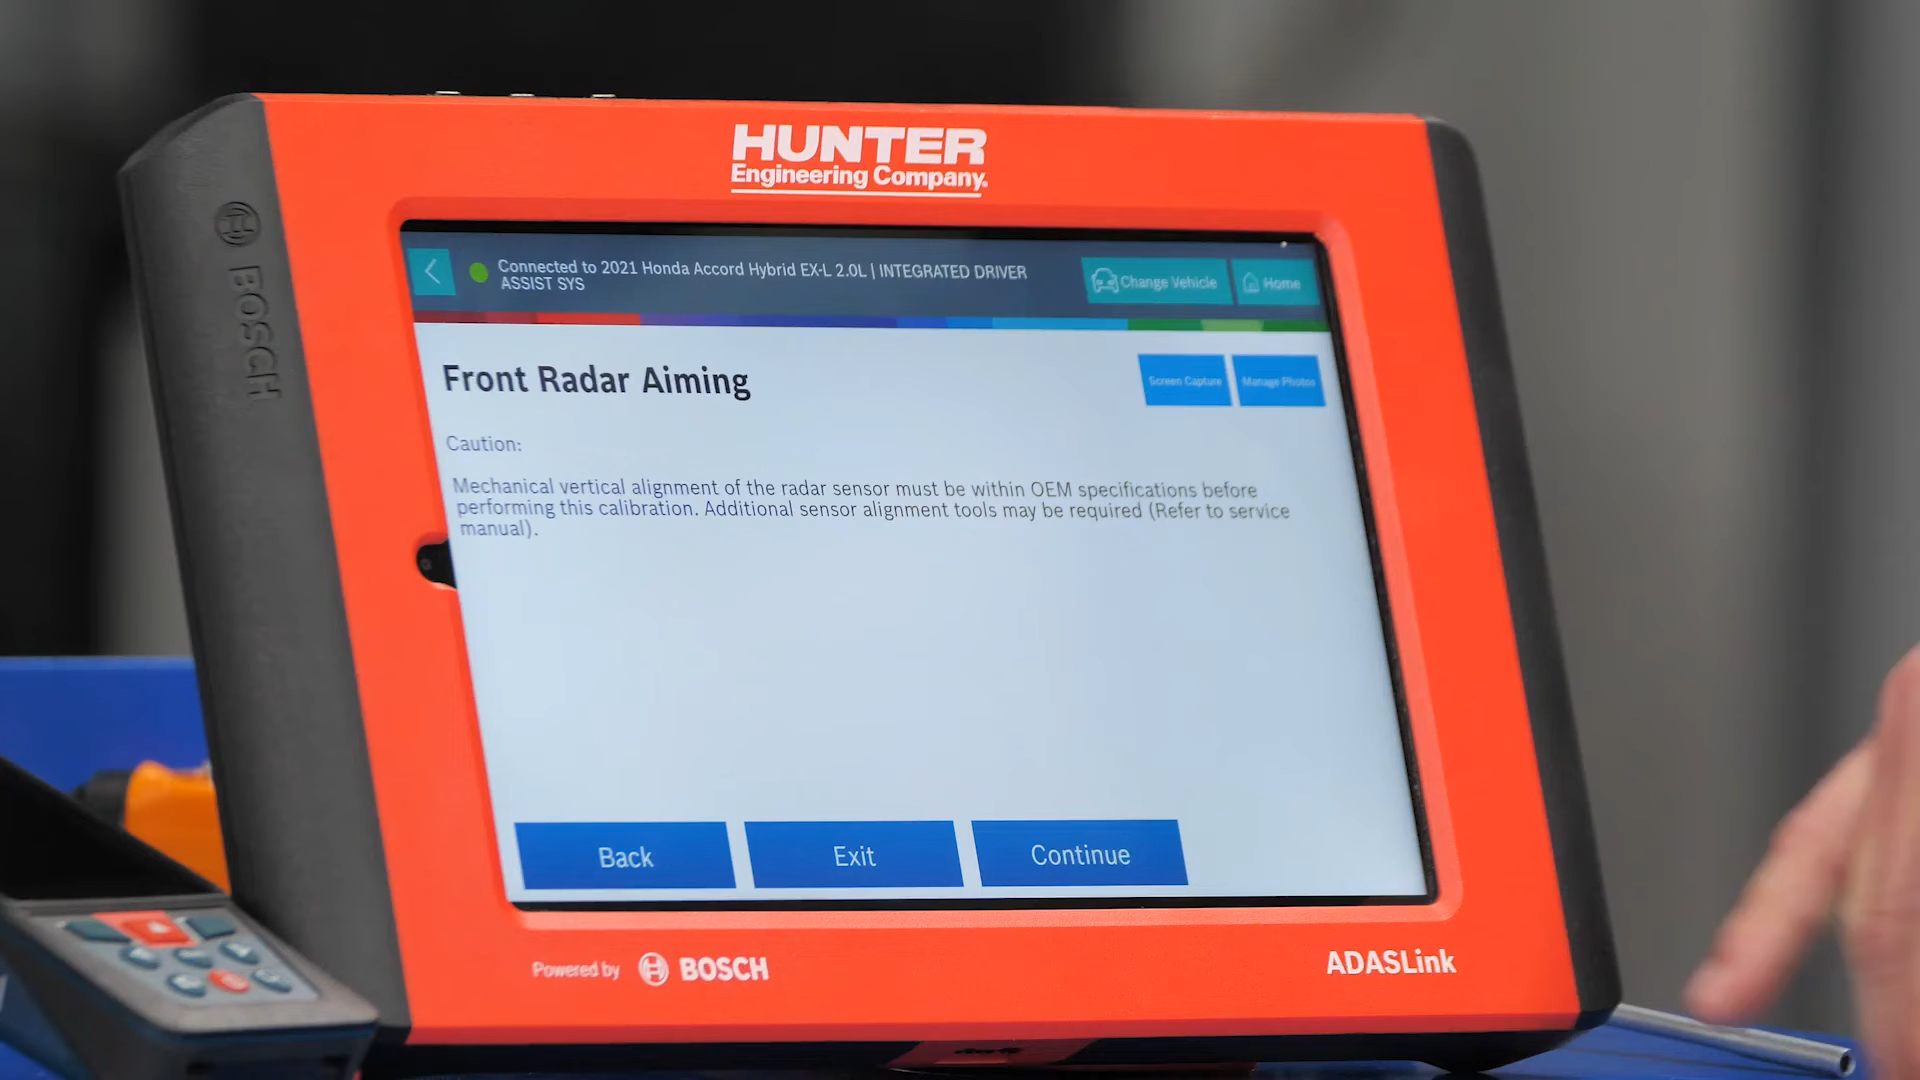 HUNTER
Engineering Company.
BOSCH
Connected to 2021 Honda Accord Hybrid EX-L 2.0L | INTEGRATED DRIVER
ASSIST SYS
Change Vehicle
Home
Front Radar Aiming
Screen Capture
Manage Photos
Caution:
Mechanical vertical alignment of the radar sensor must be within OEM specifications before
performing this calibration. Additional sensor alignment tools may be required (Refer to service
manual).
Back
Exit
Continue
Powered by
BOSCH
ADASLink